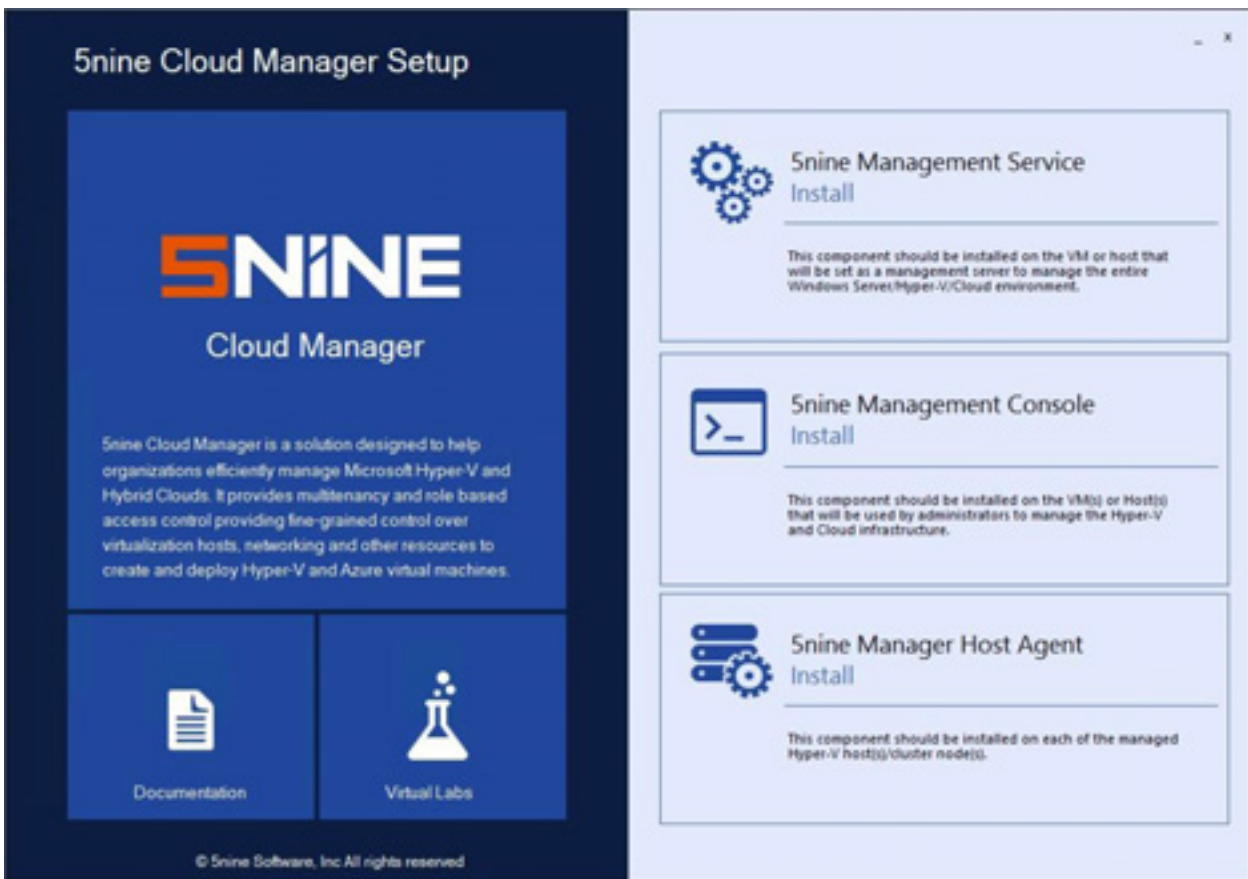 5nine Cloud Manager Setup
5NINE
Cloud Manager
5nine Cloud Manager is a solution designed to help
organizations efficiently manage Microsoft Hyper-V and
Hybrid Clouds. It provides multitenancy and role based
access control providing fine-grained control over
virtualization hosts, networking and other resources to
create and deploy Hyper-V and Azure virtual machines.
Documentation
Virtual Labs
© 5nine Software, Inc All rights reserved
5nine Management Service
Install
This component should be installed on the VM or host that
will be set as a management server to manage the entire
Windows Server/Hyper-V/Cloud environment.
5nine Management Console
Install
This component should be installed on the VM(s) or Host(s)
that will be used by administrators to manage the Hyper-V
and Cloud infrastructure.
5nine Manager Host Agent
Install
This component should be installed on each of the managed
Hyper-V host(s)/cluster node(s).